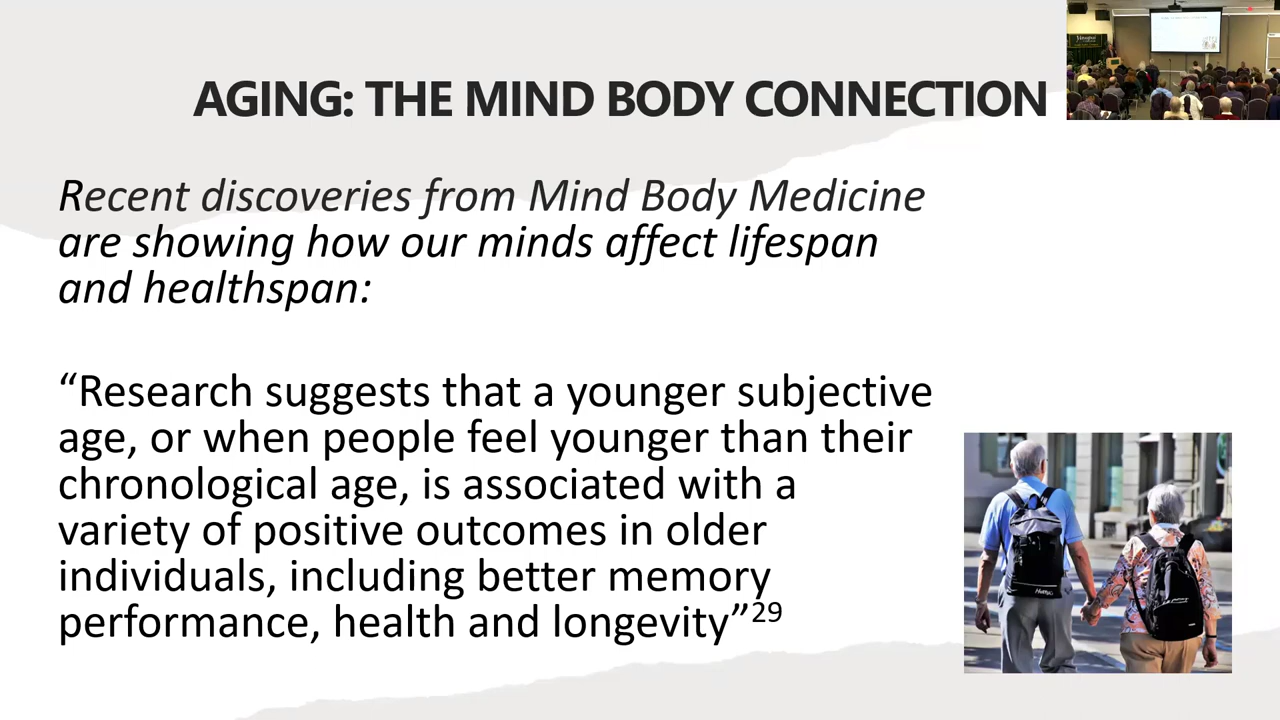 AGING: THE MIND BODY CONNECTION
Recent discoveries from Mind Body Medicine
are showing how our minds affect lifespan
and healthspan:
“Research suggests that a younger subjective
age, or when people feel younger than their
chronological age, is associated with a
variety of positive outcomes in older
individuals, including better memory
performance, health and longevity”29